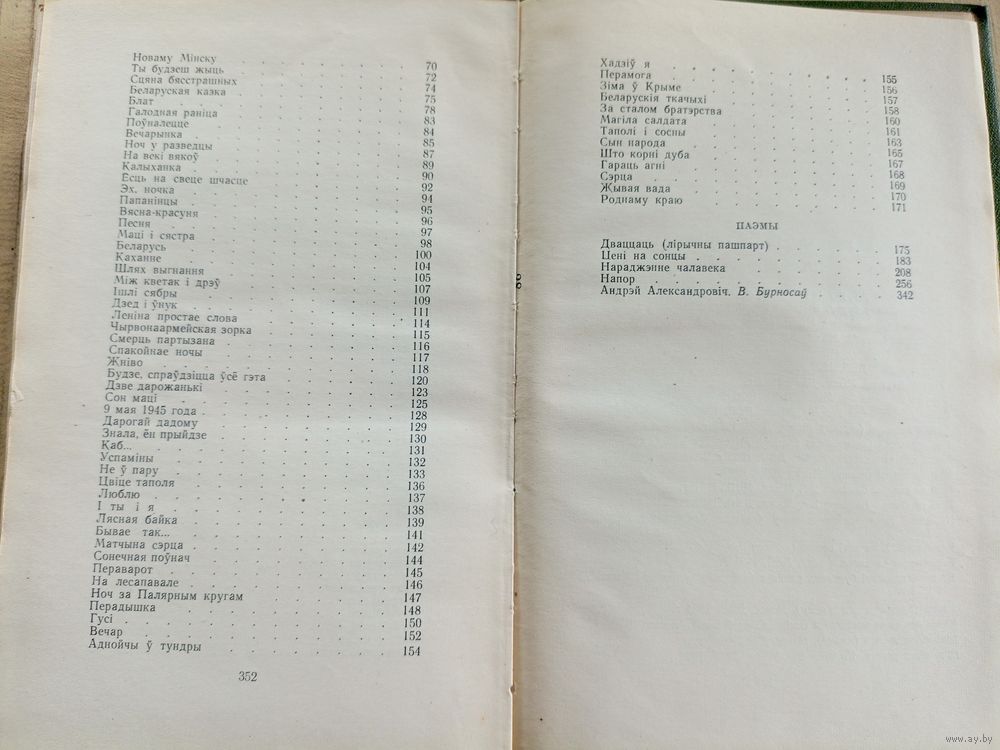 Новаму Мінску 70
Ты будзеш жыць 72
Сцяна бясстрашных 74
Беларуская казка 75
Блат 78
Галодная раніца 83
Поўналецце 84
Вечарынка 85
Ноч у разведцы 87
На векі вякоў 89
Калыханка 90
Ёсць на свеце шчасце 92
Эх, ночка 94
Папанінцы 95
Вясна-красуня 96
Песня 97
Маці і сястра 98
Беларусь 100
Каханне 104
Шлях выгнання 105
Між кветак і дрэў 107
Ішлі сябры 109
Дзед і ўнук 111
Леніна простае слова 114
Чырвонаармейская зорка 115
Смерць партызана 116
Спакойнае ночы 117
Жніво 118
Будзе, спраўдзіцца ўсё гэта 120
Дзве дарожанькі 123
Сон маці 125
9 мая 1945 года 128
Дарогай дадому 129
Знала, ён прыйдзе 130
Каб... 131
Успаміны 132
Не ў пару 133
Цвіце таполя 136
Люблю 137
І ты і я 138
Лясная байка 139
Бывае так... 141
Матчына сэрца 142
Сонечная поўнач 144
Пераварот 145
На лесапавале 146
Ноч за Палярным кругам 147
Перадышка 148
Гусі 150
Вечар 152
Аднойчы ў тундры 154
352
Хадзіў я 155
Перамога 156
Зіма ў Крыме 157
Беларускія ткачыхі 158
За сталом братэрства 160
Магіла салдата 161
Таполі і сосны 163
Сын народа 165
Што корні дуба 167
Гараць агні 168
Сэрца 169
Жывая вада 170
Роднаму краю 171
ПАЭМЫ
Дваццаць (лірычны пашпарт) 175
Цені на сонцы 183
Нараджэнне чалавека 208
Напор 256
Андрэй Александровіч. В. Бурносаў 342
www.ay.by